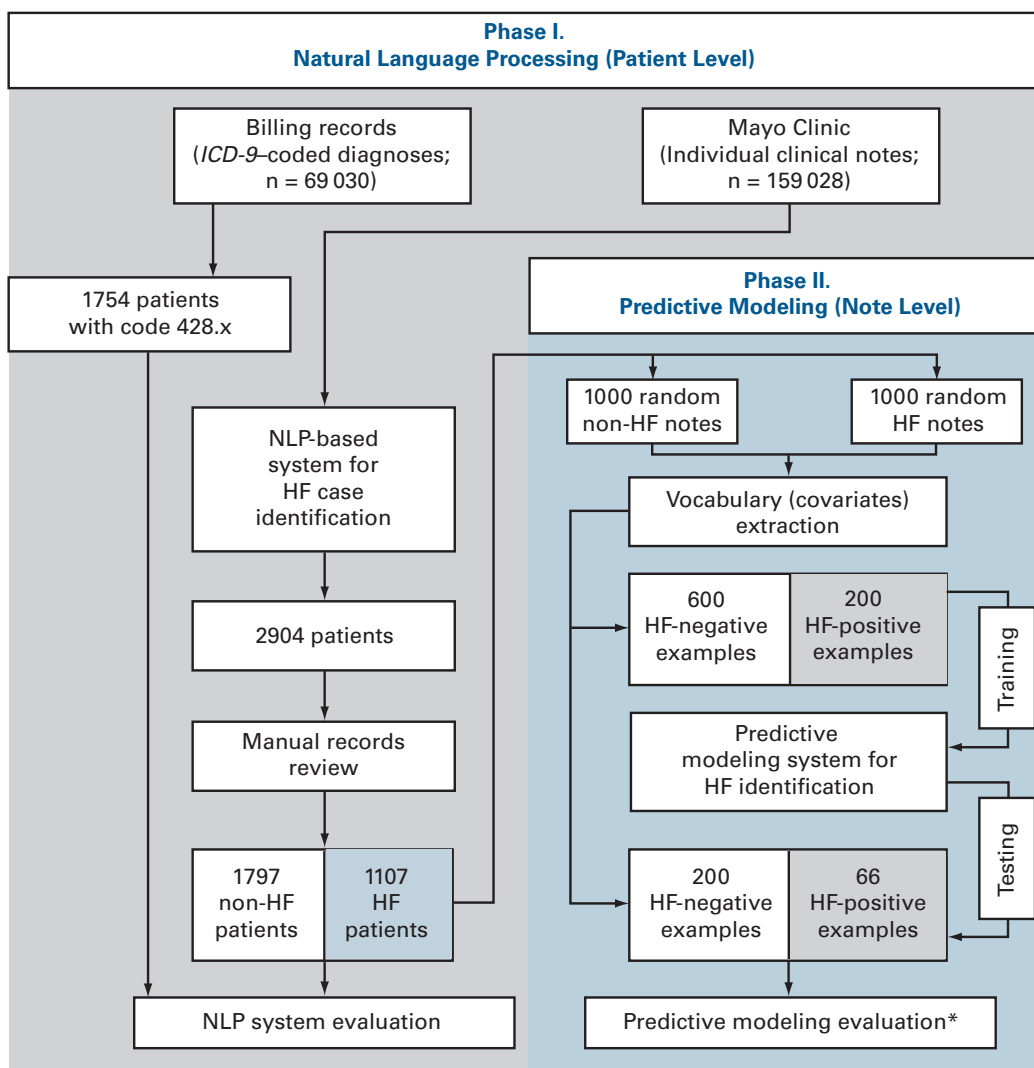 Phase I.
Natural Language Processing (Patient Level)
Billing records
(ICD-9–coded diagnoses;
n = 69 030)
Mayo Clinic
(Individual clinical notes;
n = 159 028)
1754 patients
with code 428.x
Phase II.
Predictive Modeling (Note Level)
NLP-based
system for
HF case
identification
1000 random
non-HF notes
1000 random
HF notes
Vocabulary (covariates)
extraction
2904 patients
600
HF-negative
examples
200
HF-positive
examples
Training
Manual records
review
Predictive
modeling system for
HF identification
Testing
1797
non-HF
patients
1107
HF
patients
200
HF-negative
examples
66
HF-positive
examples
NLP system evaluation
Predictive modeling evaluation*